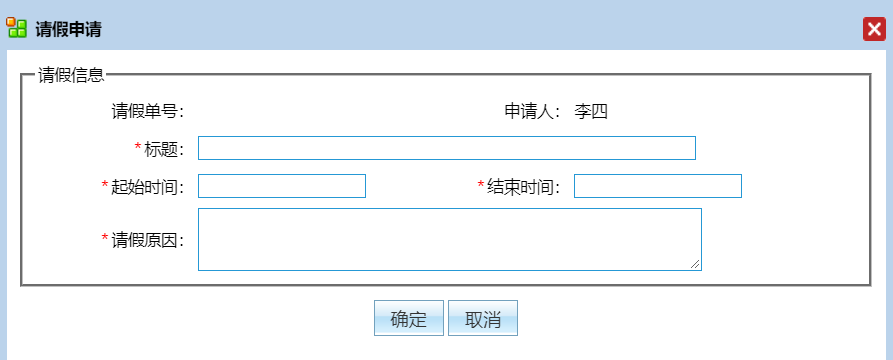 请假申请
请假信息
请假单号： 申请人： 李四
*标题：
*起始时间： *结束时间：
*请假原因：
确定 取消